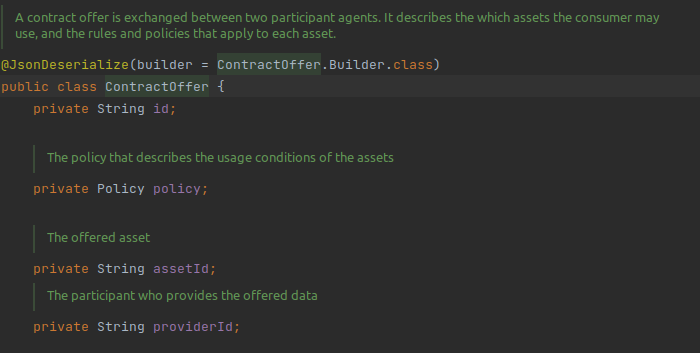 A contract offer is exchanged between two participant agents. It describes the which assets the consumer may
use, and the rules and policies that apply to each asset.
@JsonDeserialize(builder = ContractOffer.Builder.class)
public class ContractOffer {
private String id;
The policy that describes the usage conditions of the assets
private Policy policy;
The offered asset
private String assetId;
The participant who provides the offered data
private String providerId;